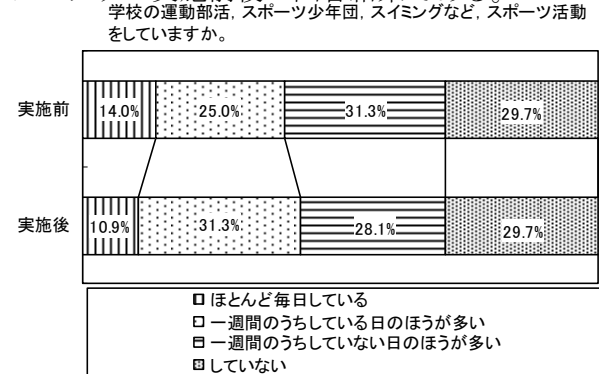 学校の運動部活, スポーツ少年団, スイミングなど, スポーツ活動
をしていますか。
実施前
14.0%
25.0%
31.3%
29.7%
実施後
10.9%
31.3%
28.1%
29.7%
ほとんど毎日している
一週間のうちしている日のほうが多い
一週間のうちしていない日のほうが多い
していない